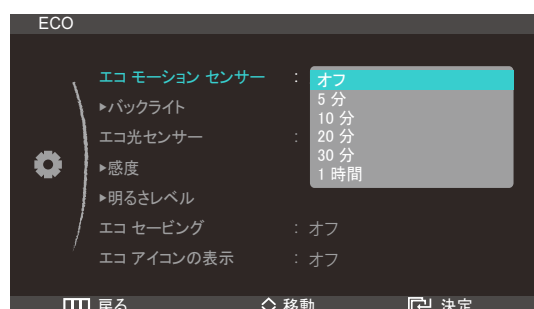 ECO
エコ モーション センサー : オフ
5 分
▸バックライト
10 分
エコ光センサー : 20 分
30 分
▸感度
1 時間
▸明るさレベル
エコ セービング : オフ
エコ アイコンの表示 : オフ
戻る 移動 決定